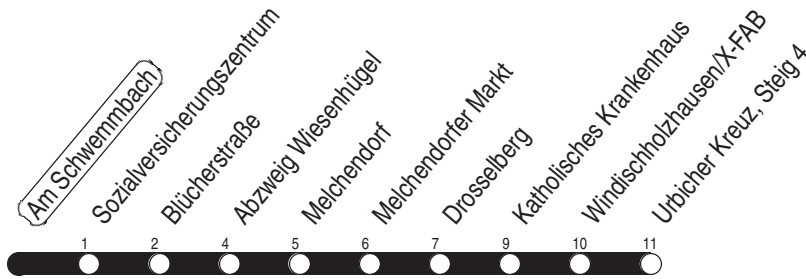 Am Schwemmbach
Sozialversicherungszentrum
Blücherstraße
Abzweig Wiesenhügel
Melchendorf
Melchendorfer Markt
Drosselberg
Katholisches Krankenhaus
Windischholzhausen/X-FAB
Urbicher Kreuz, Steig 4
1 2 4 5 6 7 9 10 11